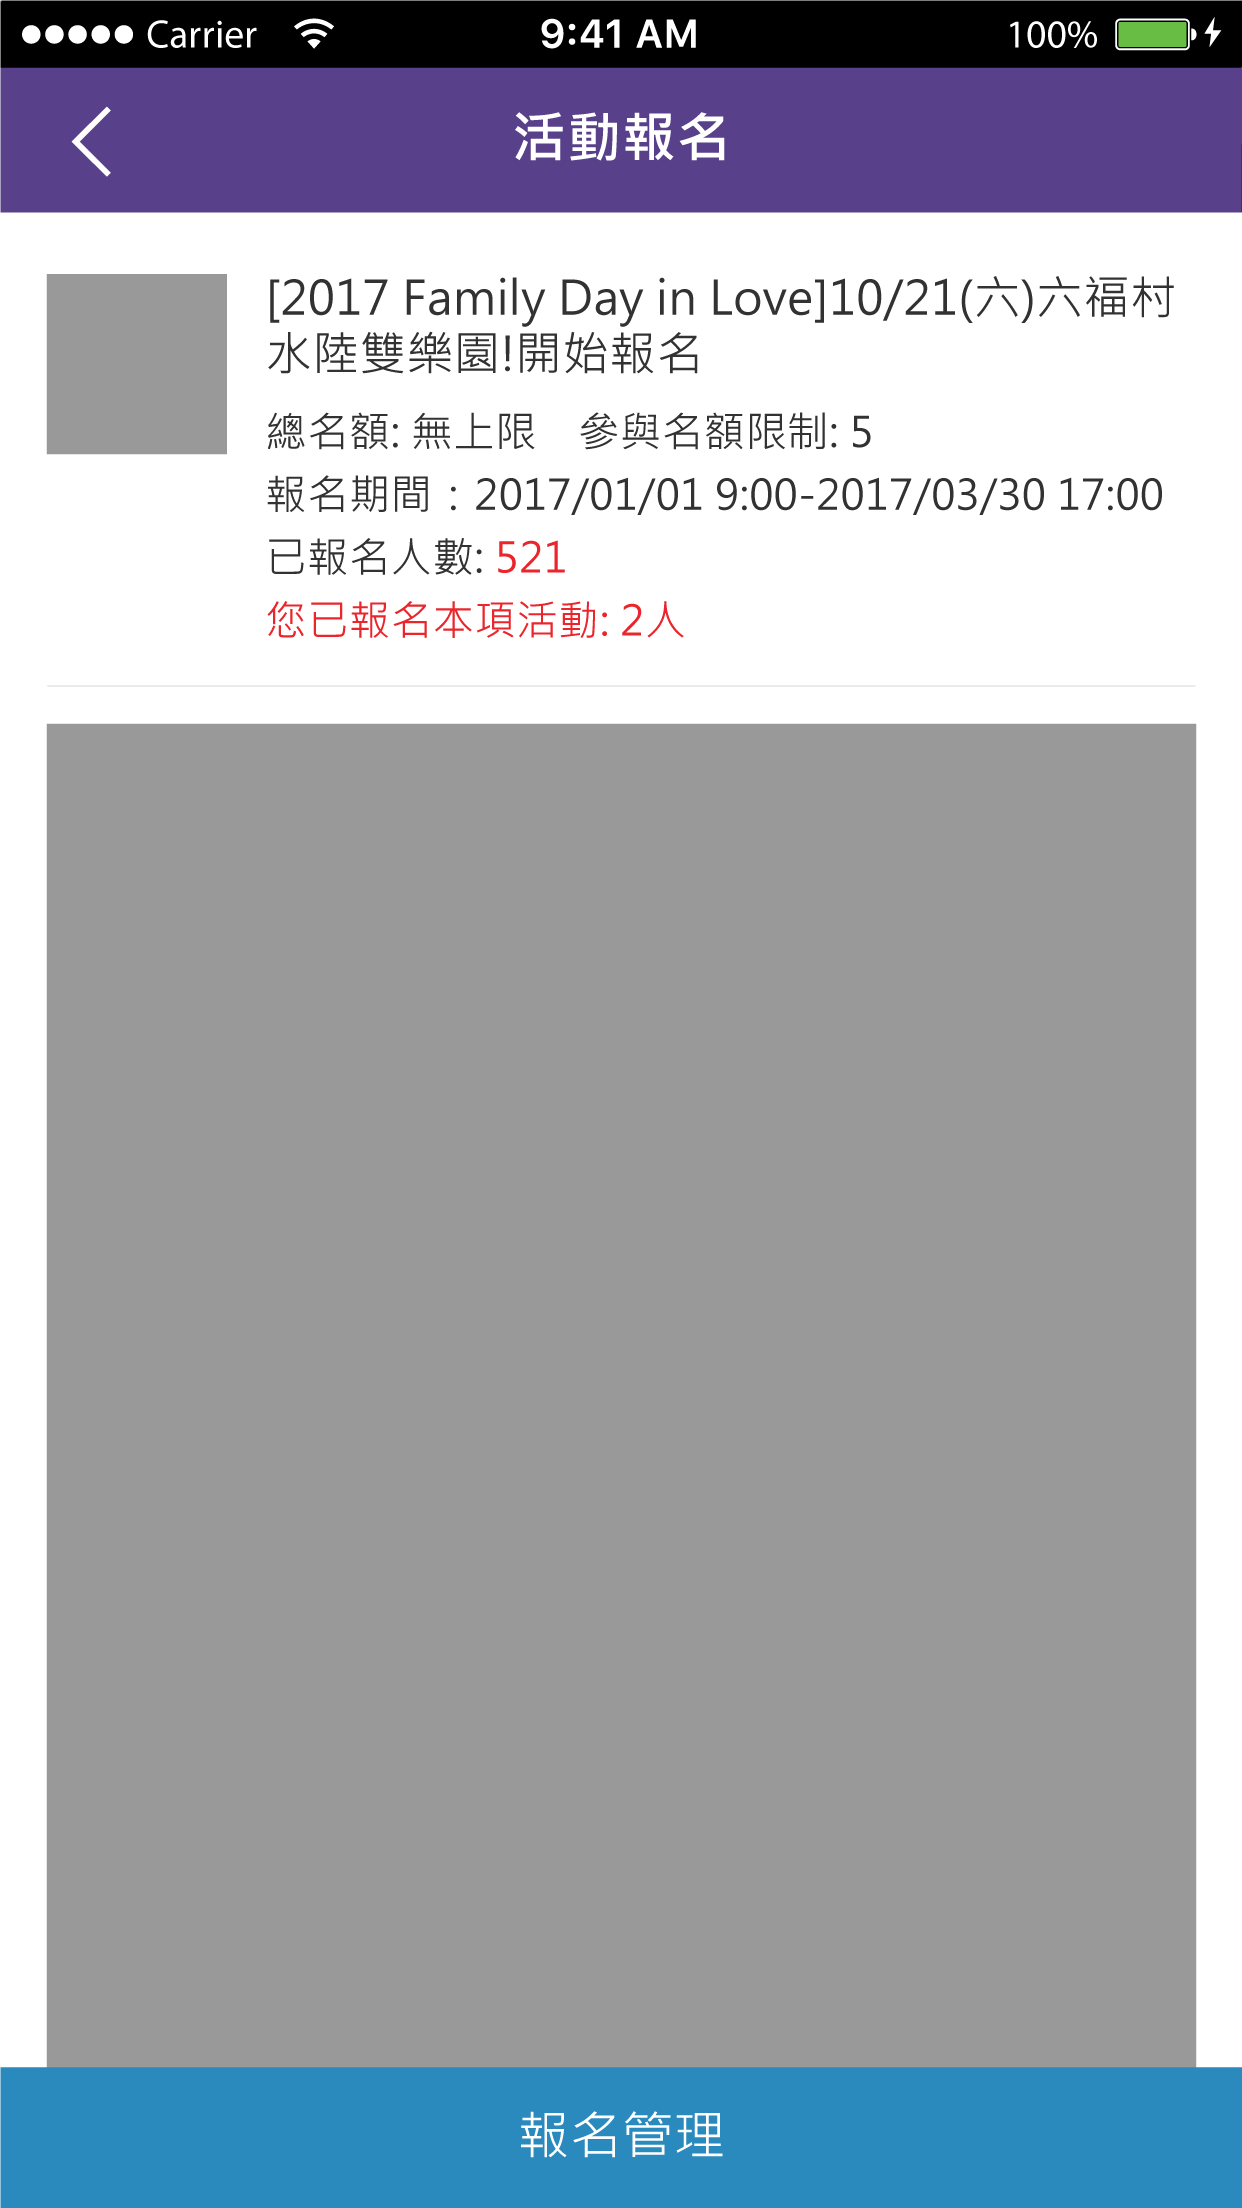 Carrier 9:41 AM 100%
活動報名
[2017 Family Day in Love]10/21(六)六福村
水陸雙樂園!開始報名
總名額: 無上限 參與名額限制: 5
報名期間：2017/01/01 9:00-2017/03/30 17:00
已報名人數: 521
您已報名本項活動: 2人
報名管理